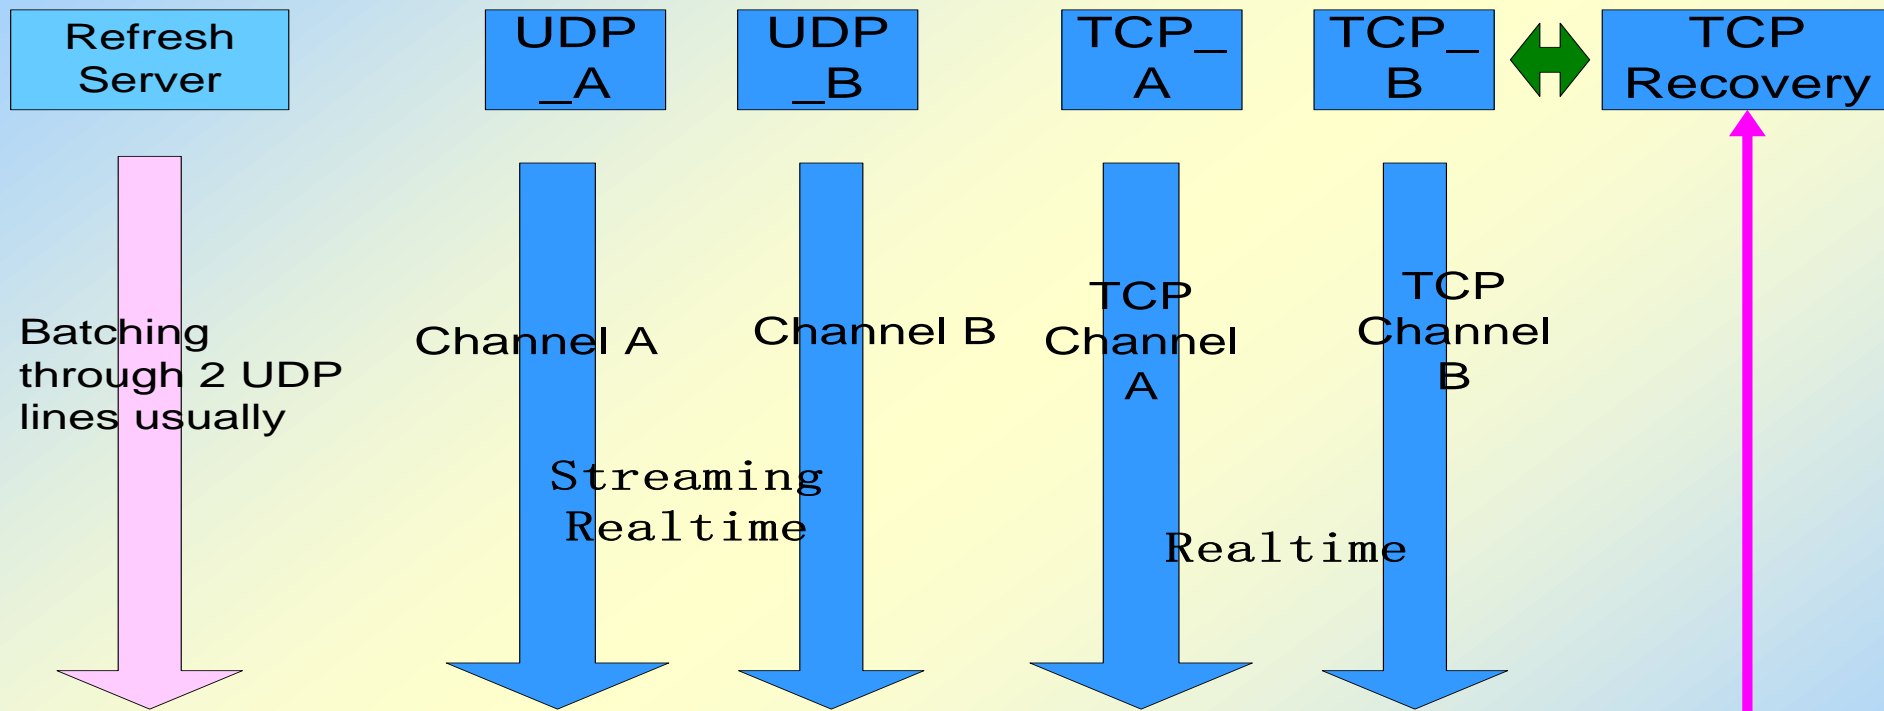 Refresh
Server
UDP
_A
UDP
_B
TCP_
A
TCP_
B
TCP
Recovery
Batching
through 2 UDP
lines usually
Channel A
Channel B
TCP
Channel
A
TCP
Channel
B
Streaming
Realtime
Realtime